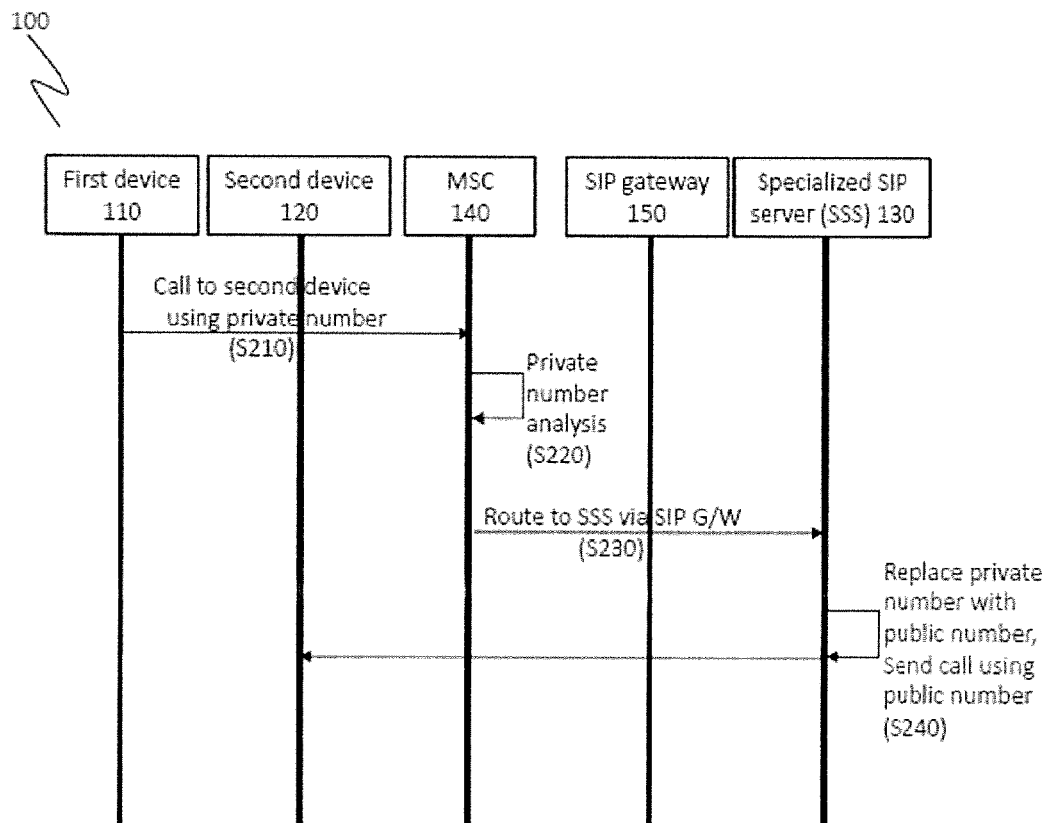 100
First device
110
Second device
120
MSC
140
SIP gateway
150
Specialized SIP
server (SSS) 130
Call to second device
using private number
(S210)
Private
number
analysis
(S220)
Route to SSS via SIP G/W
(S230)
Replace private
number with
public number,
Send call using
public number
(S240)